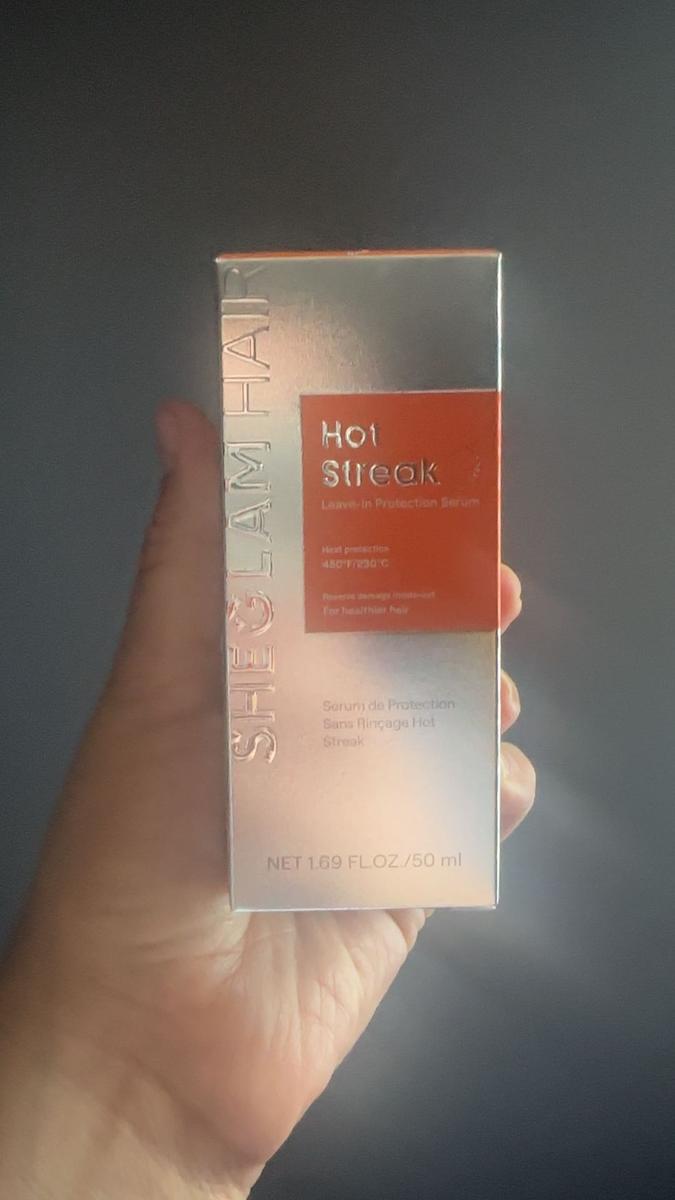 SHEGLAM HAIR
Hot
Streak
Leave-In Protection Serum
Heat protection
450°F/230°C
Reverse damage inside-out
For healthier hair
Serum de Protection
Sans Rinçage Hot
Streak
NET 1.69 FL.OZ./50 ml